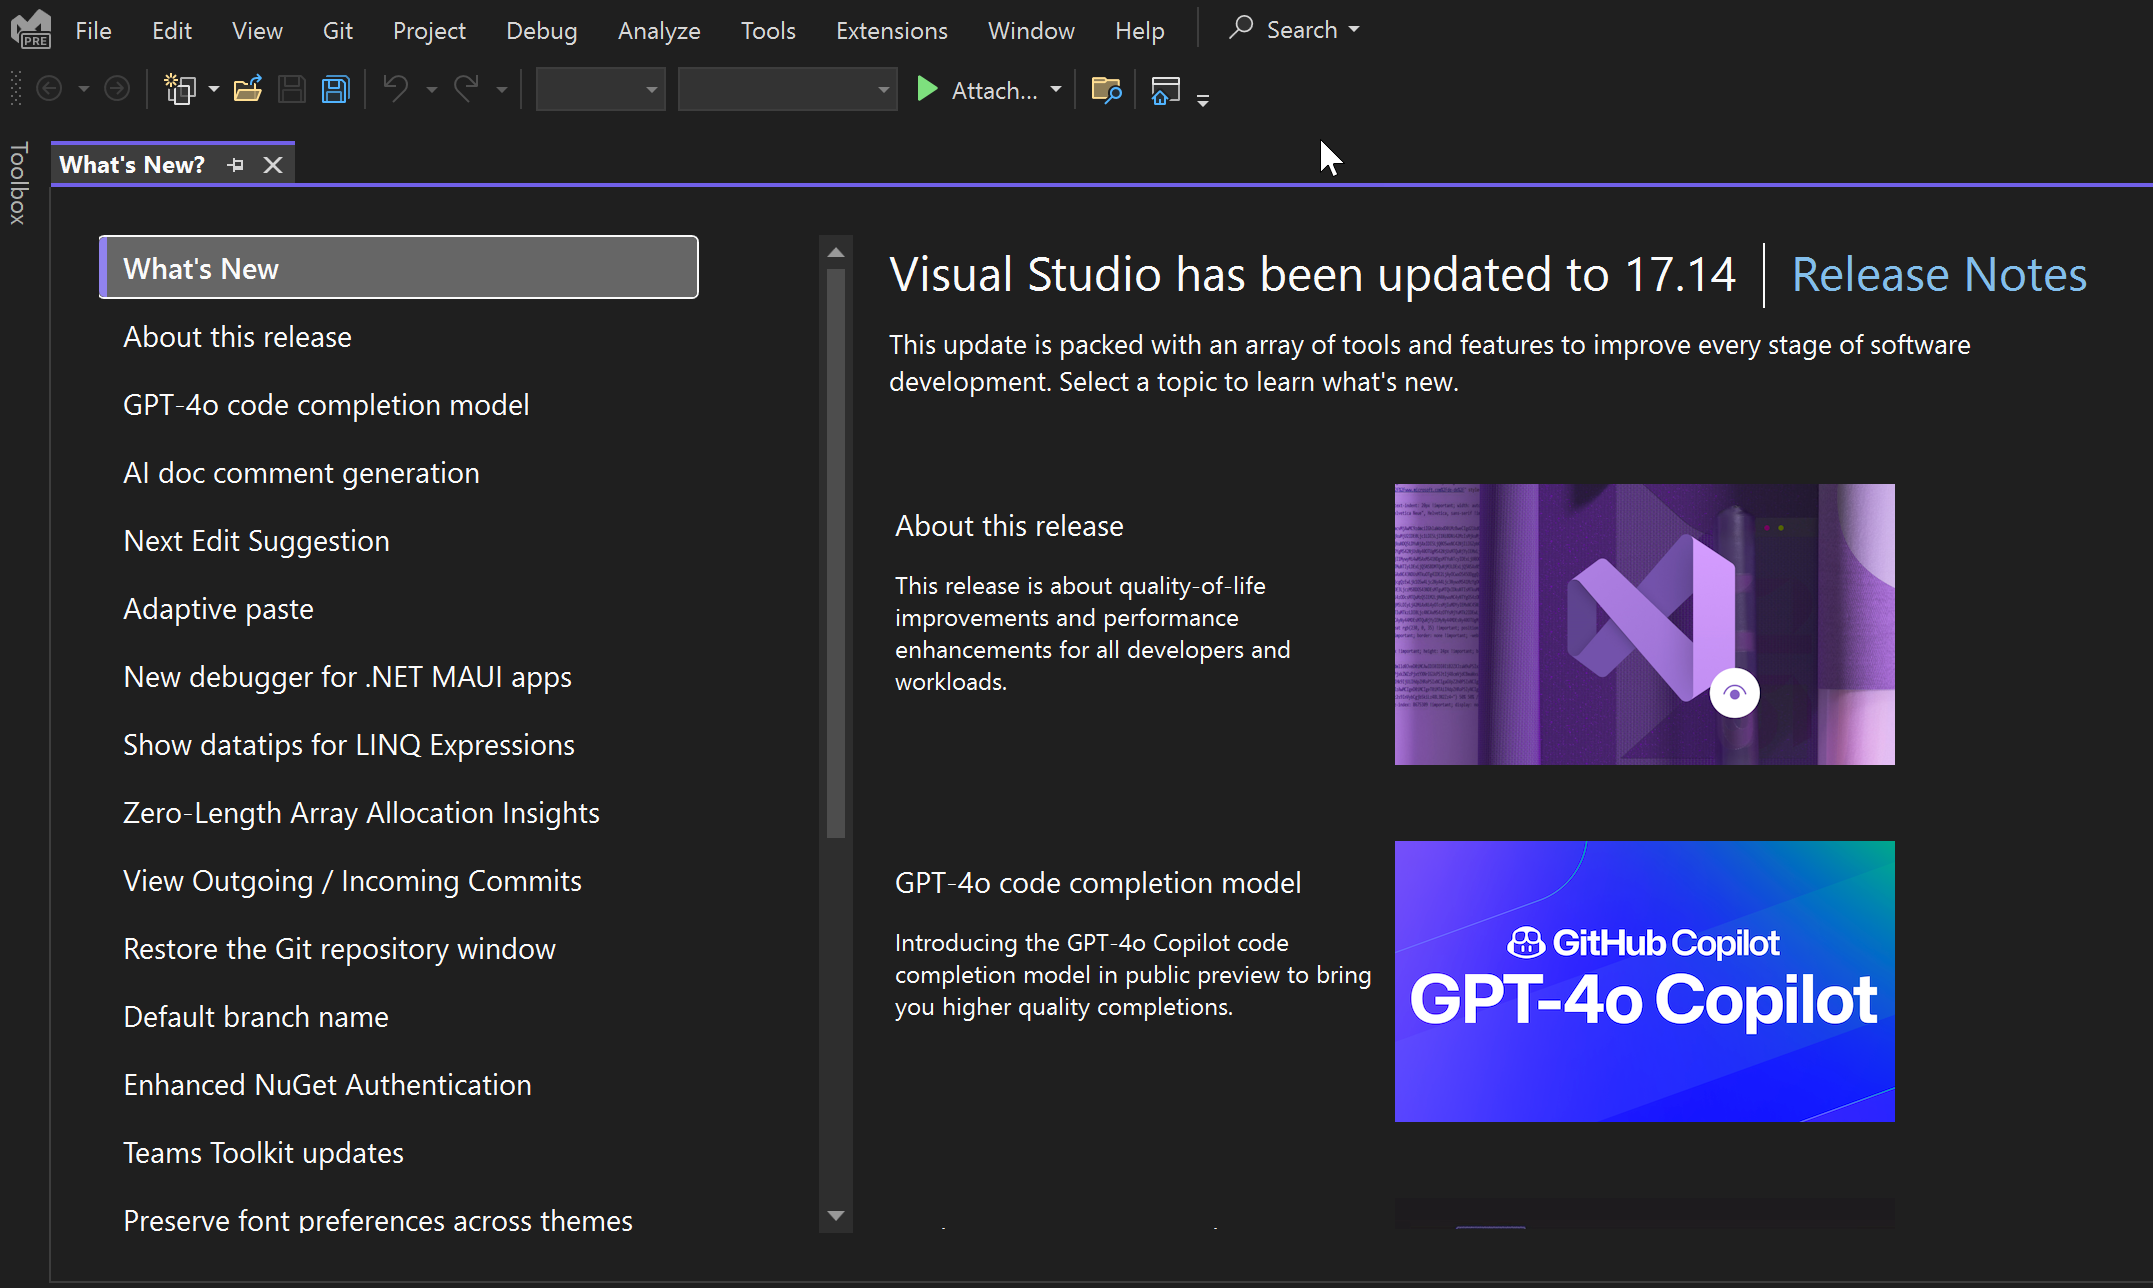 PRE
File Edit View Git Project Debug Analyze Tools Extensions Window Help Search
Attach...
Toolbox
What's New?
What's New
About this release
GPT-4o code completion model
AI doc comment generation
Next Edit Suggestion
Adaptive paste
New debugger for .NET MAUI apps
Show datatips for LINQ Expressions
Zero-Length Array Allocation Insights
View Outgoing / Incoming Commits
Restore the Git repository window
Default branch name
Enhanced NuGet Authentication
Teams Toolkit updates
Preserve font preferences across themes
Visual Studio has been updated to 17.14 | Release Notes
This update is packed with an array of tools and features to improve every stage of software
development. Select a topic to learn what's new.
About this release
This release is about quality-of-life
improvements and performance
enhancements for all developers and
workloads.
GPT-4o code completion model
Introducing the GPT-4o Copilot code
completion model in public preview to bring
you higher quality completions.
GitHub Copilot
GPT-4o Copilot